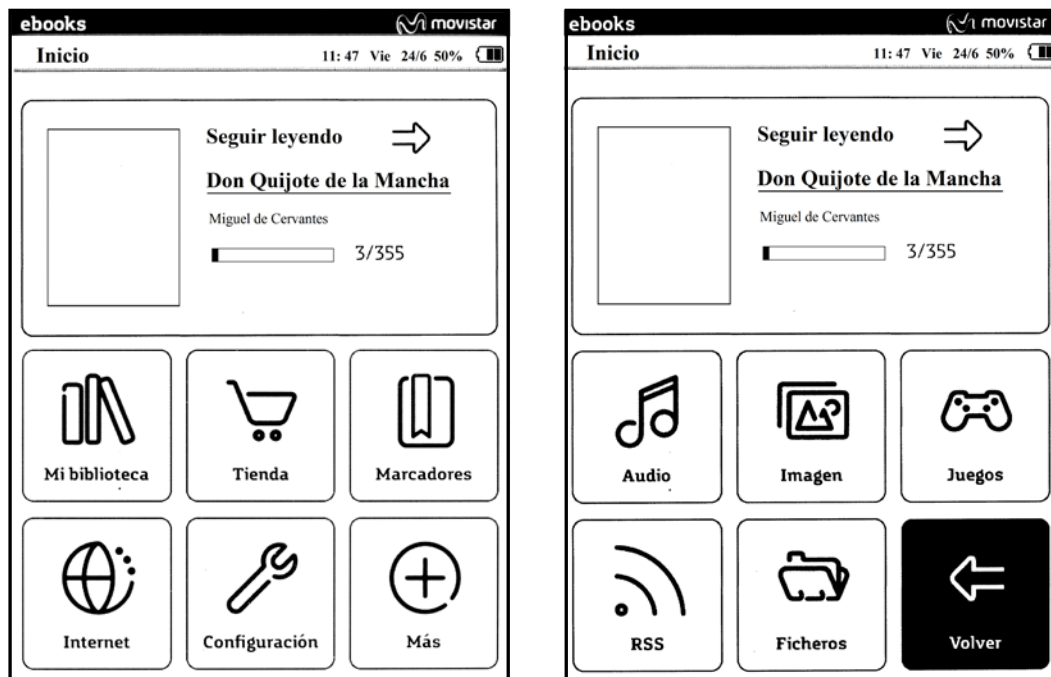 ebooks movistar
Inicio 11: 47 Vie 24/6 50%
Seguir leyendo
Don Quijote de la Mancha
Miguel de Cervantes
3/355
Mi biblioteca Tienda Marcadores
Internet Configuración Más
ebooks movistar
Inicio 11: 47 Vie 24/6 50%
Seguir leyendo
Don Quijote de la Mancha
Miguel de Cervantes
3/355
Audio Imagen Juegos
RSS Ficheros Volver